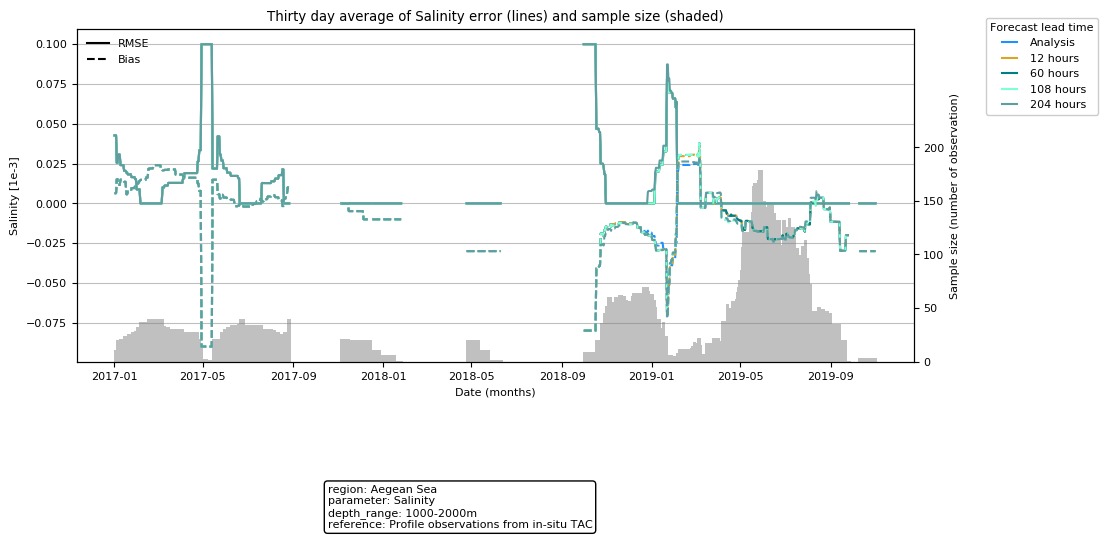 Thirty day average of Salinity error (lines) and sample size (shaded)
RMSE
Bias
Forecast lead time
Analysis
12 hours
60 hours
108 hours
204 hours
Salinity [1e-3]
0.100
0.075
0.050
0.025
0.000
−0.025
−0.050
−0.075
Sample size (number of observation)
200
150
100
50
0
2017-01
2017-05
2017-09
2018-01
2018-05
2018-09
2019-01
2019-05
2019-09
Date (months)
region: Aegean Sea
parameter: Salinity
depth_range: 1000-2000m
reference: Profile observations from in-situ TAC